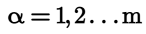 α = 1, 2 . . . m